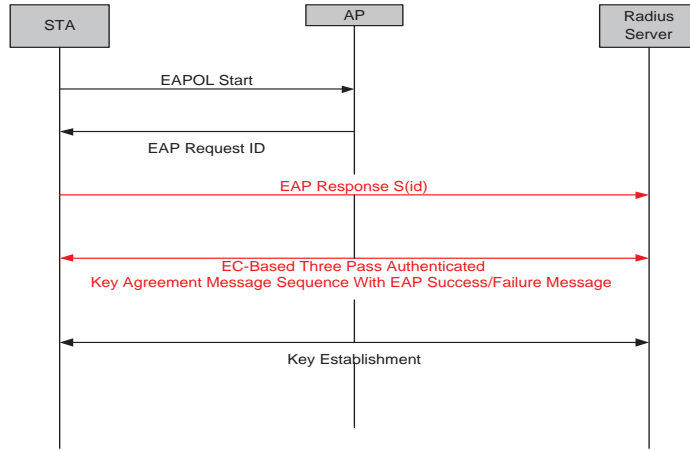 STA
AP
Radius
Server
EAPOL Start
EAP Request ID
EAP Response S(id)
EC-Based Three Pass Authenticated
Key Agreement Message Sequence With EAP Success/Failure Message
Key Establishment